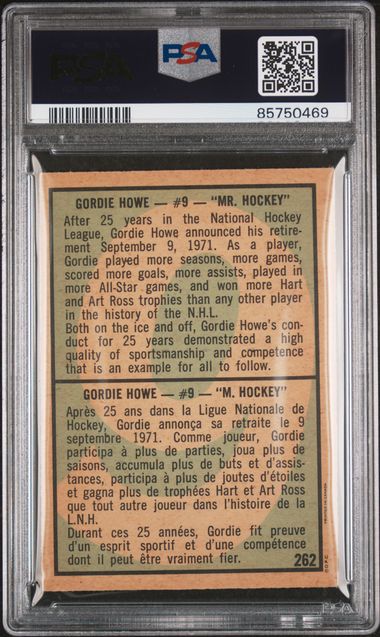 PSA
PSA
85750469
GORDIE HOWE — #9 — "MR. HOCKEY"
After 25 years in the National Hockey
League, Gordie Howe announced his retire-
ment September 9, 1971. As a player,
Gordie played more seasons, more games,
scored more goals, more assists, played in
more All-Star games, and won more Hart
and Art Ross trophies than any other player
in the history of the N.H.L.
Both on the ice and off, Gordie Howe's con-
duct for 25 years demonstrated a high
quality of sportsmanship and competence
that is an example for all to follow.
GORDIE HOWE — #9 — "M. HOCKEY"
Après 25 ans dans la Ligue Nationale de
Hockey, Gordie annonça sa retraite le 9
septembre 1971. Comme joueur, Gordie
participa à plus de parties, joua plus de
saisons, accumula plus de buts et d'assis-
tances, participa à plus de joutes d'étoiles
et gagna plus de trophées Hart et Art Ross
que tout autre joueur dans l'histoire de la
L.N.H.
Durant ces 25 années, Gordie fit preuve
d'un esprit sportif et d'une compétence
dont il peut être vraiment fier.
262
©O.P.C. PRINTED IN CANADA